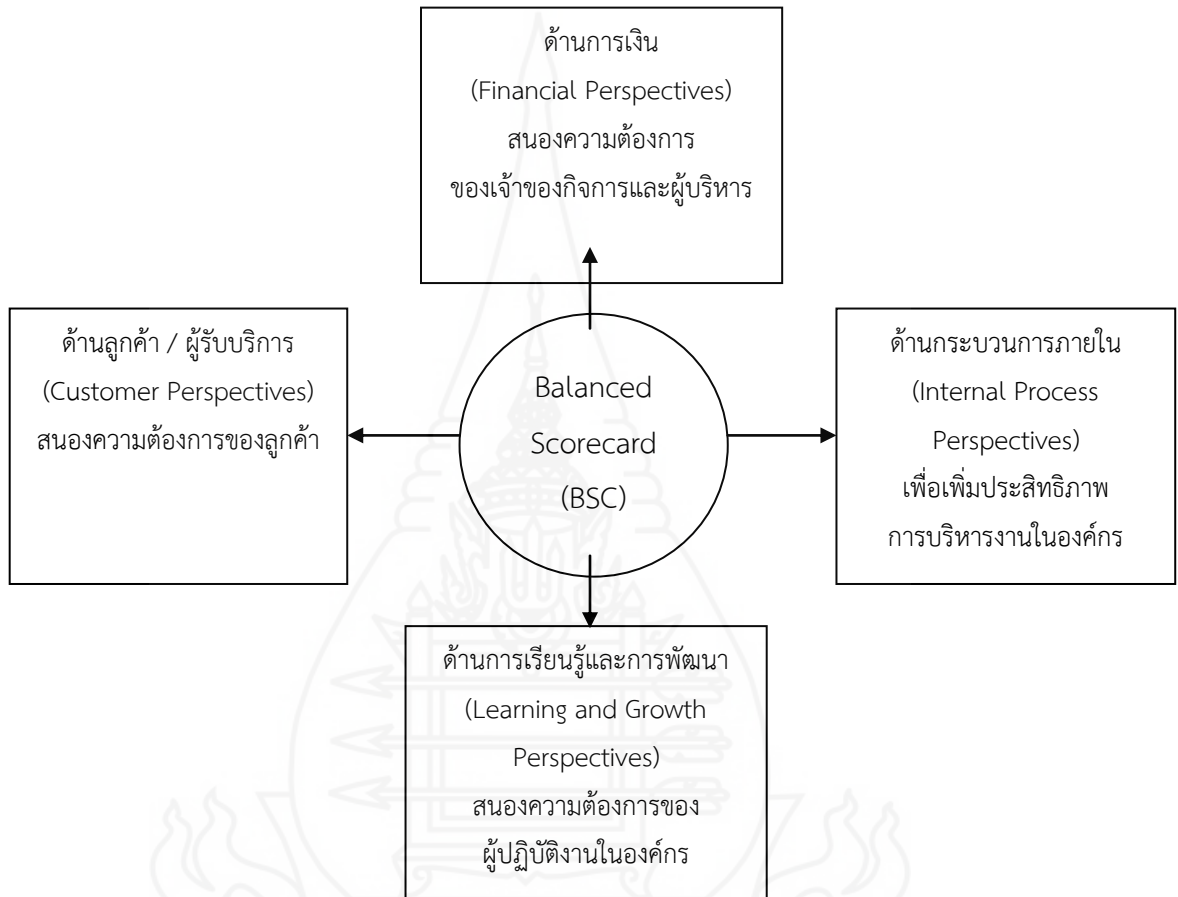 ด้านการเงิน
(Financial Perspectives)
สนองความต้องการ
ของเจ้าของกิจการและผู้บริหาร
ด้านลูกค้า / ผู้รับบริการ
(Customer Perspectives)
สนองความต้องการของลูกค้า
Balanced
Scorecard
(BSC)
ด้านกระบวนการภายใน
(Internal Process
Perspectives)
เพื่อเพิ่มประสิทธิภาพ
การบริหารงานในองค์กร
ด้านการเรียนรู้และการพัฒนา
(Learning and Growth
Perspectives)
สนองความต้องการของ
ผู้ปฏิบัติงานในองค์กร